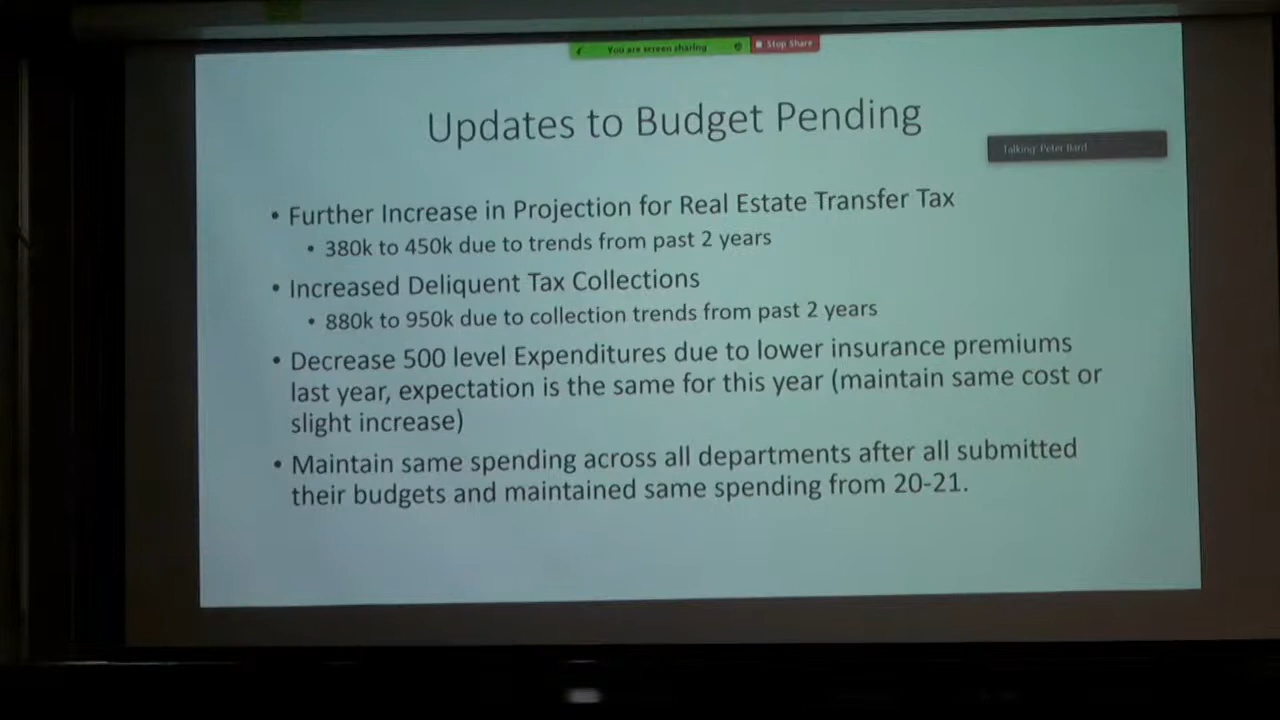 You are screen sharing
Stop Share
Updates to Budget Pending
Talking: Peter Bard
• Further Increase in Projection for Real Estate Transfer Tax
• 380k to 450k due to trends from past 2 years
• Increased Deliquent Tax Collections
• 880k to 950k due to collection trends from past 2 years
• Decrease 500 level Expenditures due to lower insurance premiums
last year, expectation is the same for this year (maintain same cost or
slight increase)
• Maintain same spending across all departments after all submitted
their budgets and maintained same spending from 20-21.